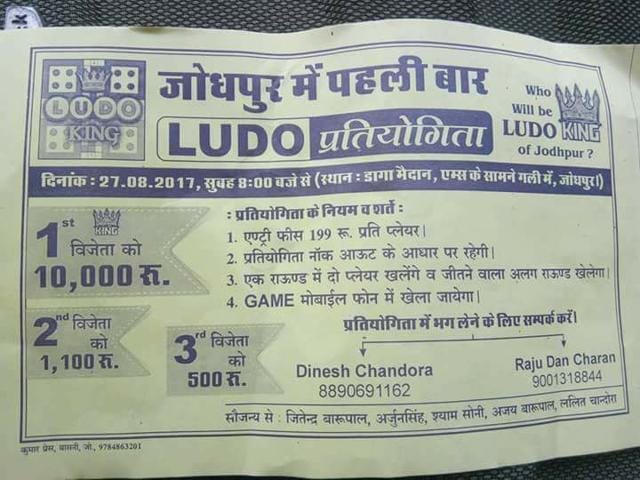 LUDO
KING
जोधपुर में पहली बार
LUDO प्रतियोगिता
Who
Will be
LUDO KING
of Jodhpur ?
दिनांक : 27.08.2017, सुबह 8:00 बजे से (स्थान : डागा मैदान, एम्स के सामने गली में, जोधपुर।)
1st KING
विजेता को
10,000 रू.
2nd विजेता
को
1,100 रू.
3rd विजेता
को
500 रू.
: प्रतियोगिता के नियम व शर्ते :
1. एण्ट्री फीस 199 रू. प्रति प्लेयर।
2. प्रतियोगिता नॉक आऊट के आधार पर रहेगी।
3. एक राऊण्ड में दो प्लेयर खलेंगे व जीतने वाला अलग राऊण्ड खेलेगा।
4. GAME मोबाईल फोन में खेला जायेगा।
प्रतियोगिता में भग लेने के लिए सम्पर्क करें।
Dinesh Chandora
8890691162
Raju Dan Charan
9001318844
सौजन्य से : जितेन्द्र बारूपाल, अर्जुनसिंह, श्याम सोनी, अजय बारूपाल, ललित चान्दोरा
कुमार प्रेस, बासनी, जो., 9784863201